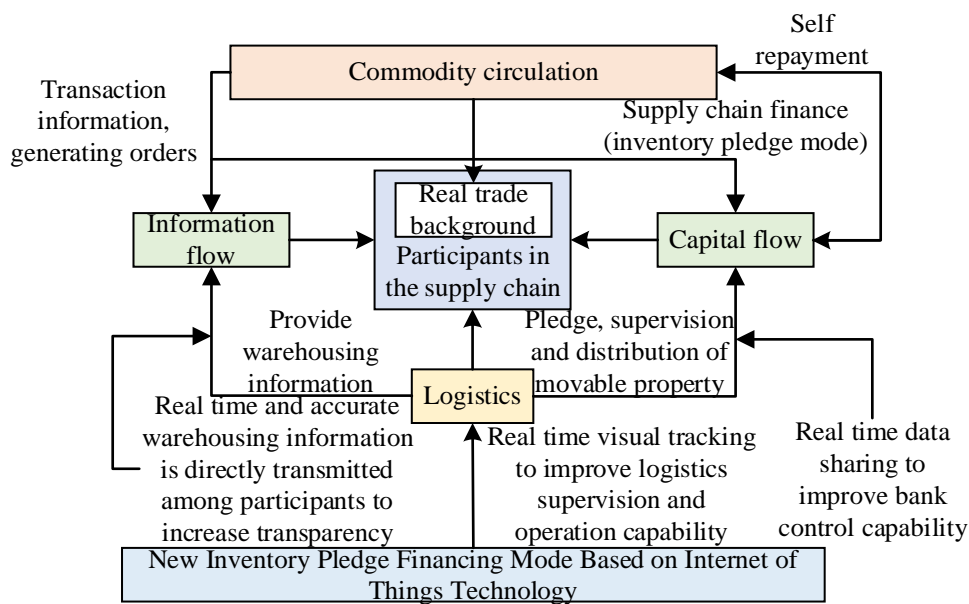 Self
repayment
Commodity circulation
Transaction
information,
generating orders
Supply chain finance
(inventory pledge mode)
Real trade
background
Participants in
the supply chain
Information
flow
Capital flow
Provide
warehousing
information
Pledge, supervision
and distribution of
movable property
Logistics
Real time and accurate
warehousing information
is directly transmitted
among participants to
increase transparency
Real time visual tracking
to improve logistics
supervision and
operation capability
Real time data
sharing to
improve bank
control capability
New Inventory Pledge Financing Mode Based on Internet of
Things Technology